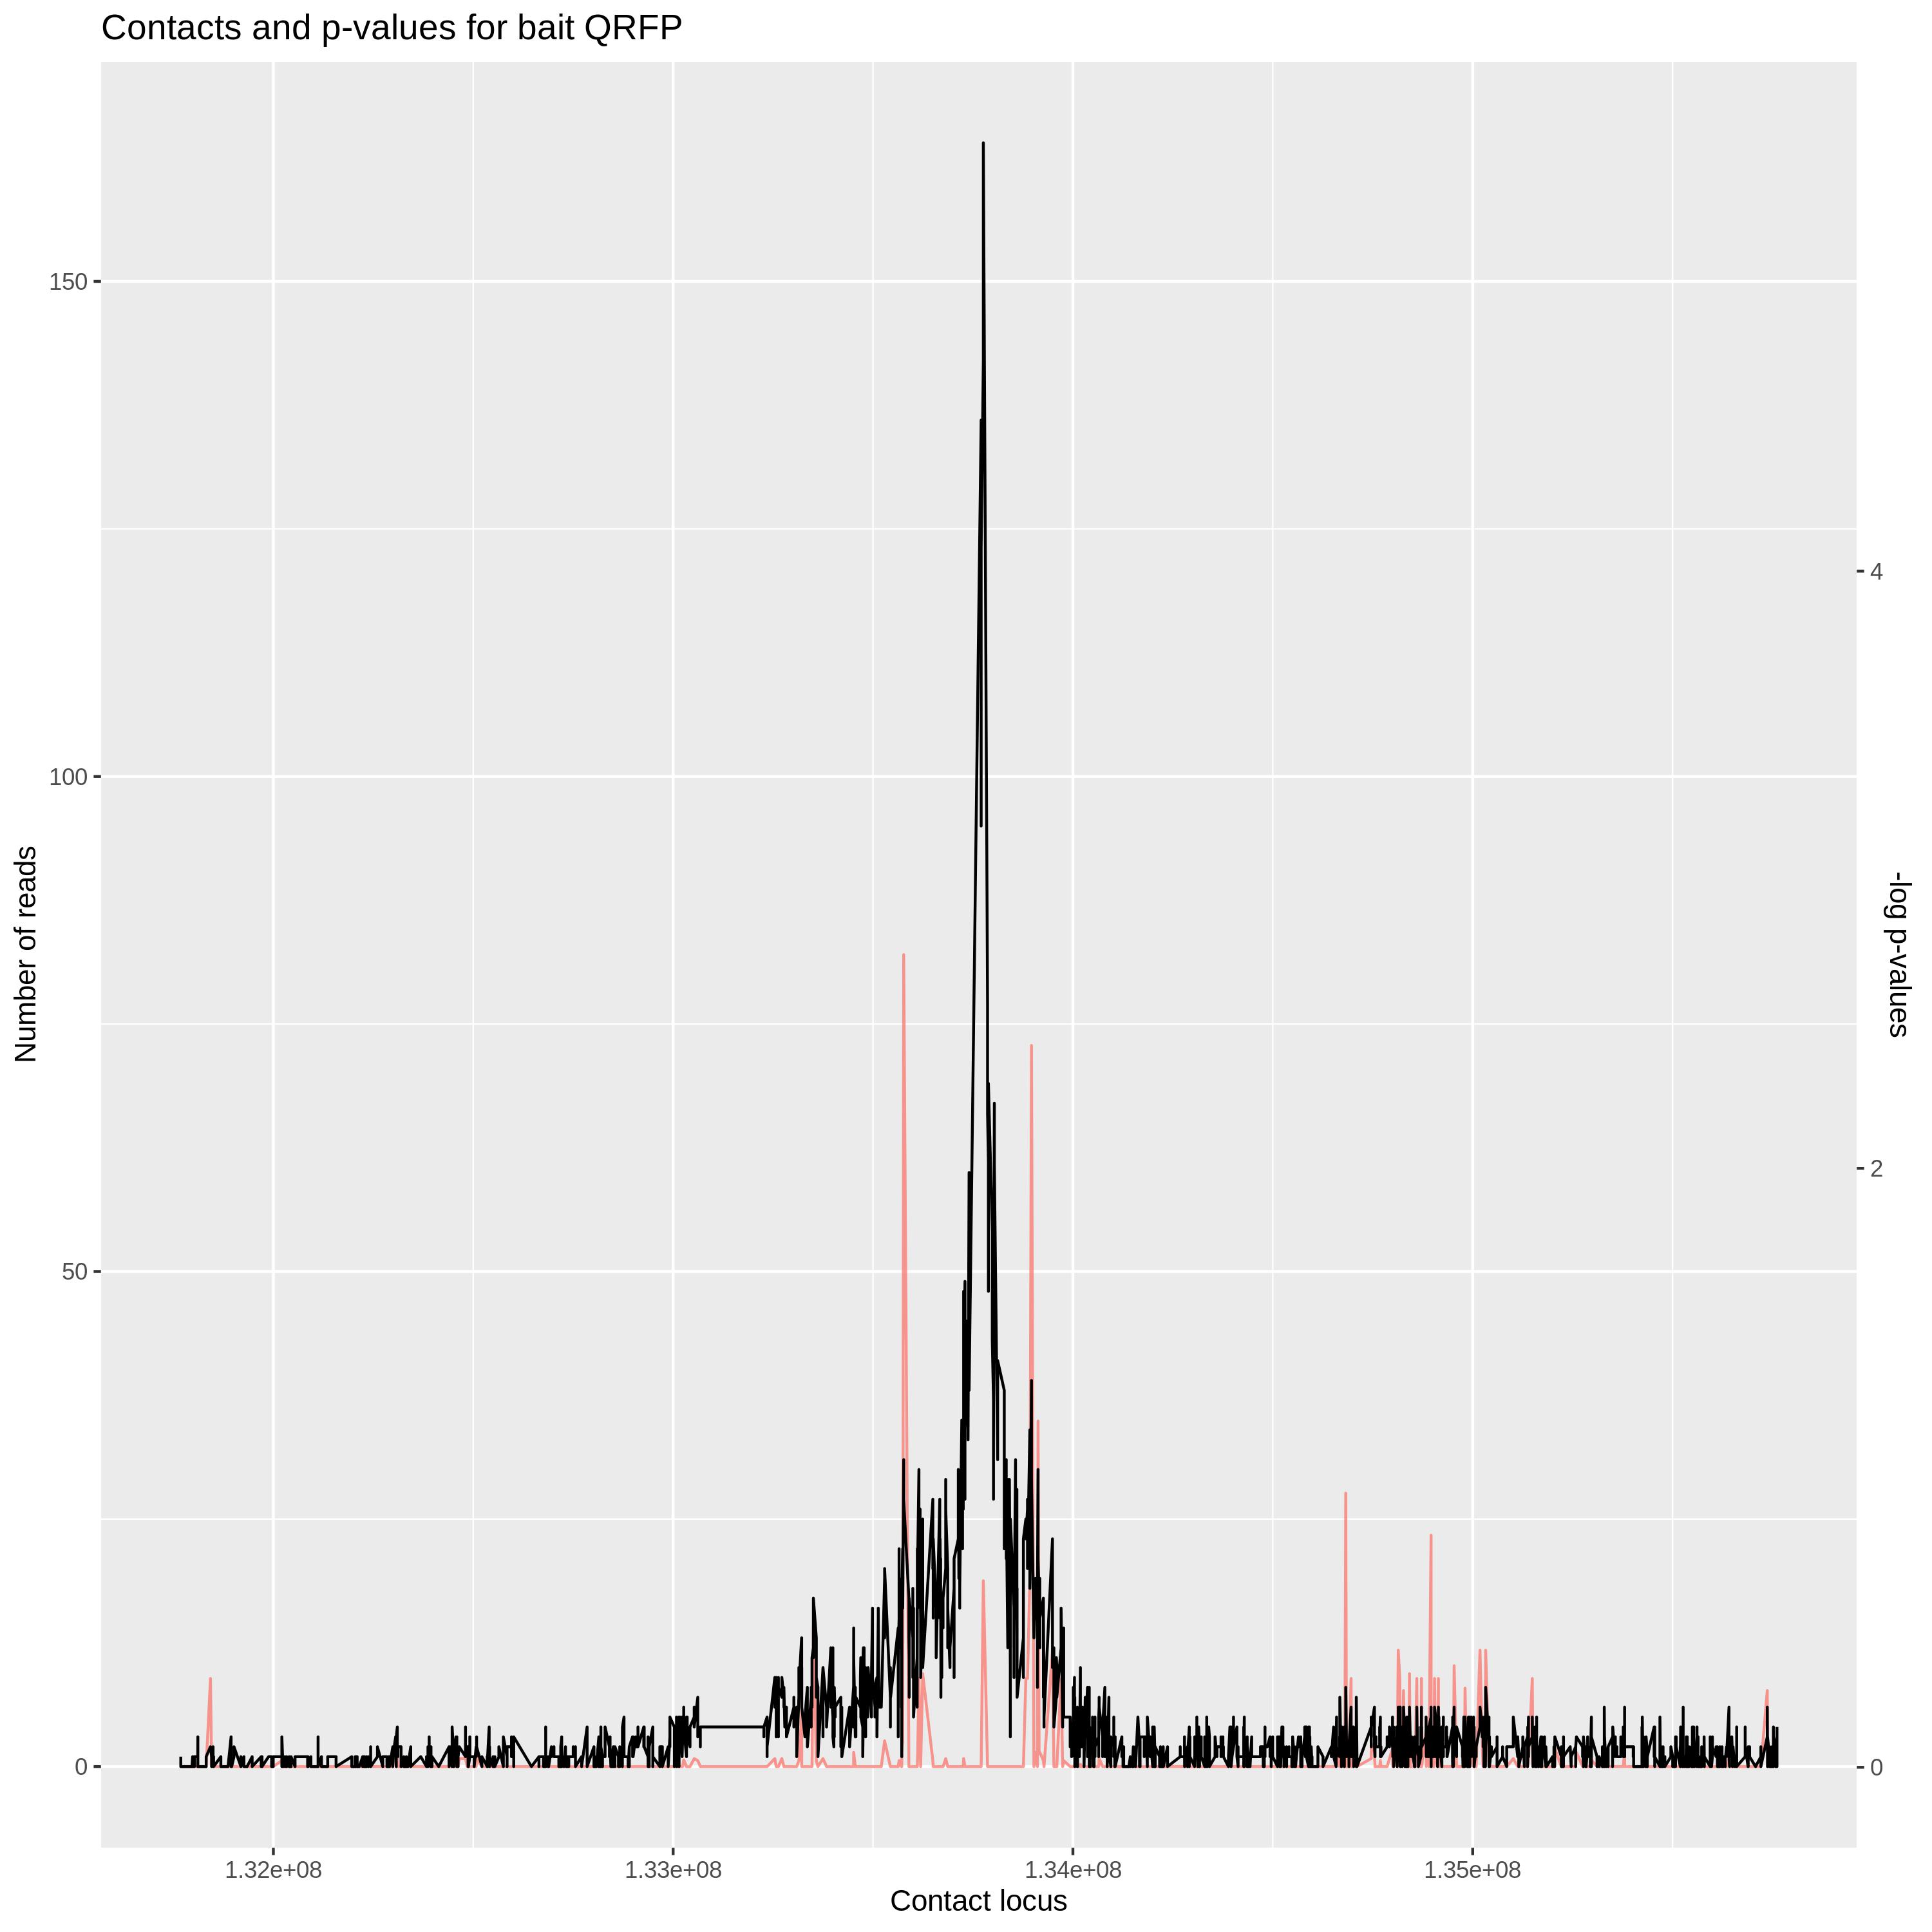 Contacts and p-values for bait QRFP
150
100
50
0
Number of reads
4
2
0
-log p-values
1.32e+08
1.33e+08
1.34e+08
1.35e+08
Contact locus